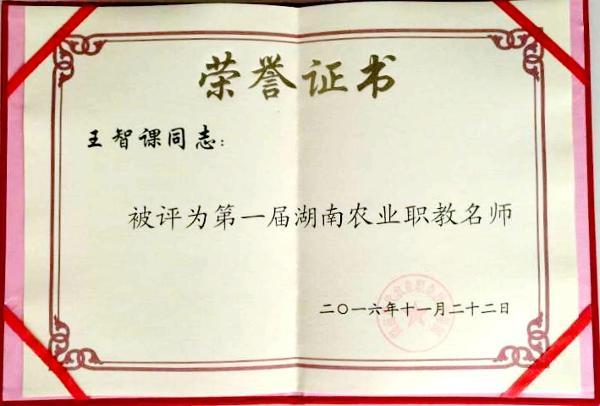 荣誉证书
王智课同志：
被评为第一届湖南农业职教名师
二〇一六年十一月二十二日